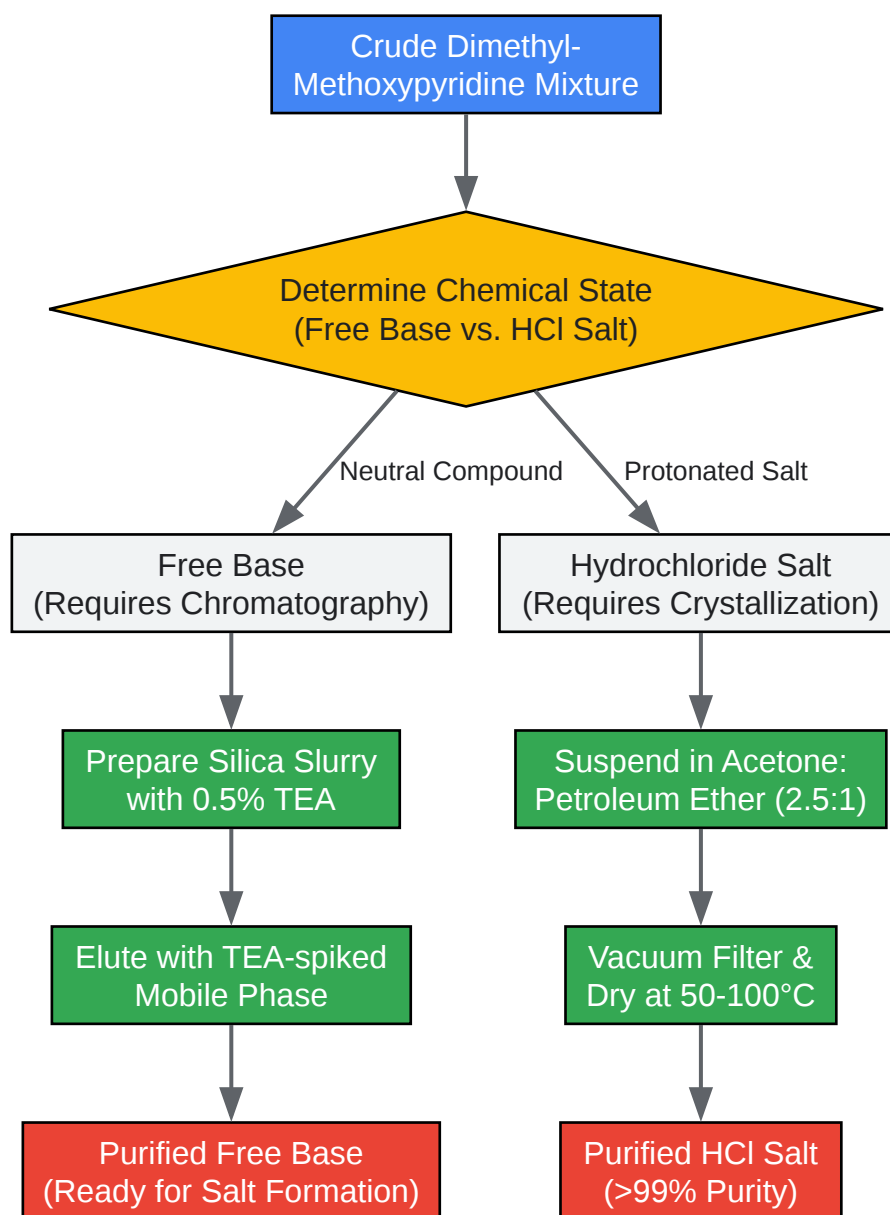 Crude Dimethyl-
Methoxypyridine Mixture
Determine Chemical State
(Free Base vs. HCl Salt)
Neutral Compound
Protonated Salt
Free Base
(Requires Chromatography)
Hydrochloride Salt
(Requires Crystallization)
Prepare Silica Slurry
with 0.5% TEA
Suspend in Acetone:
Petroleum Ether (2.5:1)
Elute with TEA-spiked
Mobile Phase
Vacuum Filter &
Dry at 50-100°C
Purified Free Base
(Ready for Salt Formation)
Purified HCl Salt
(>99% Purity)